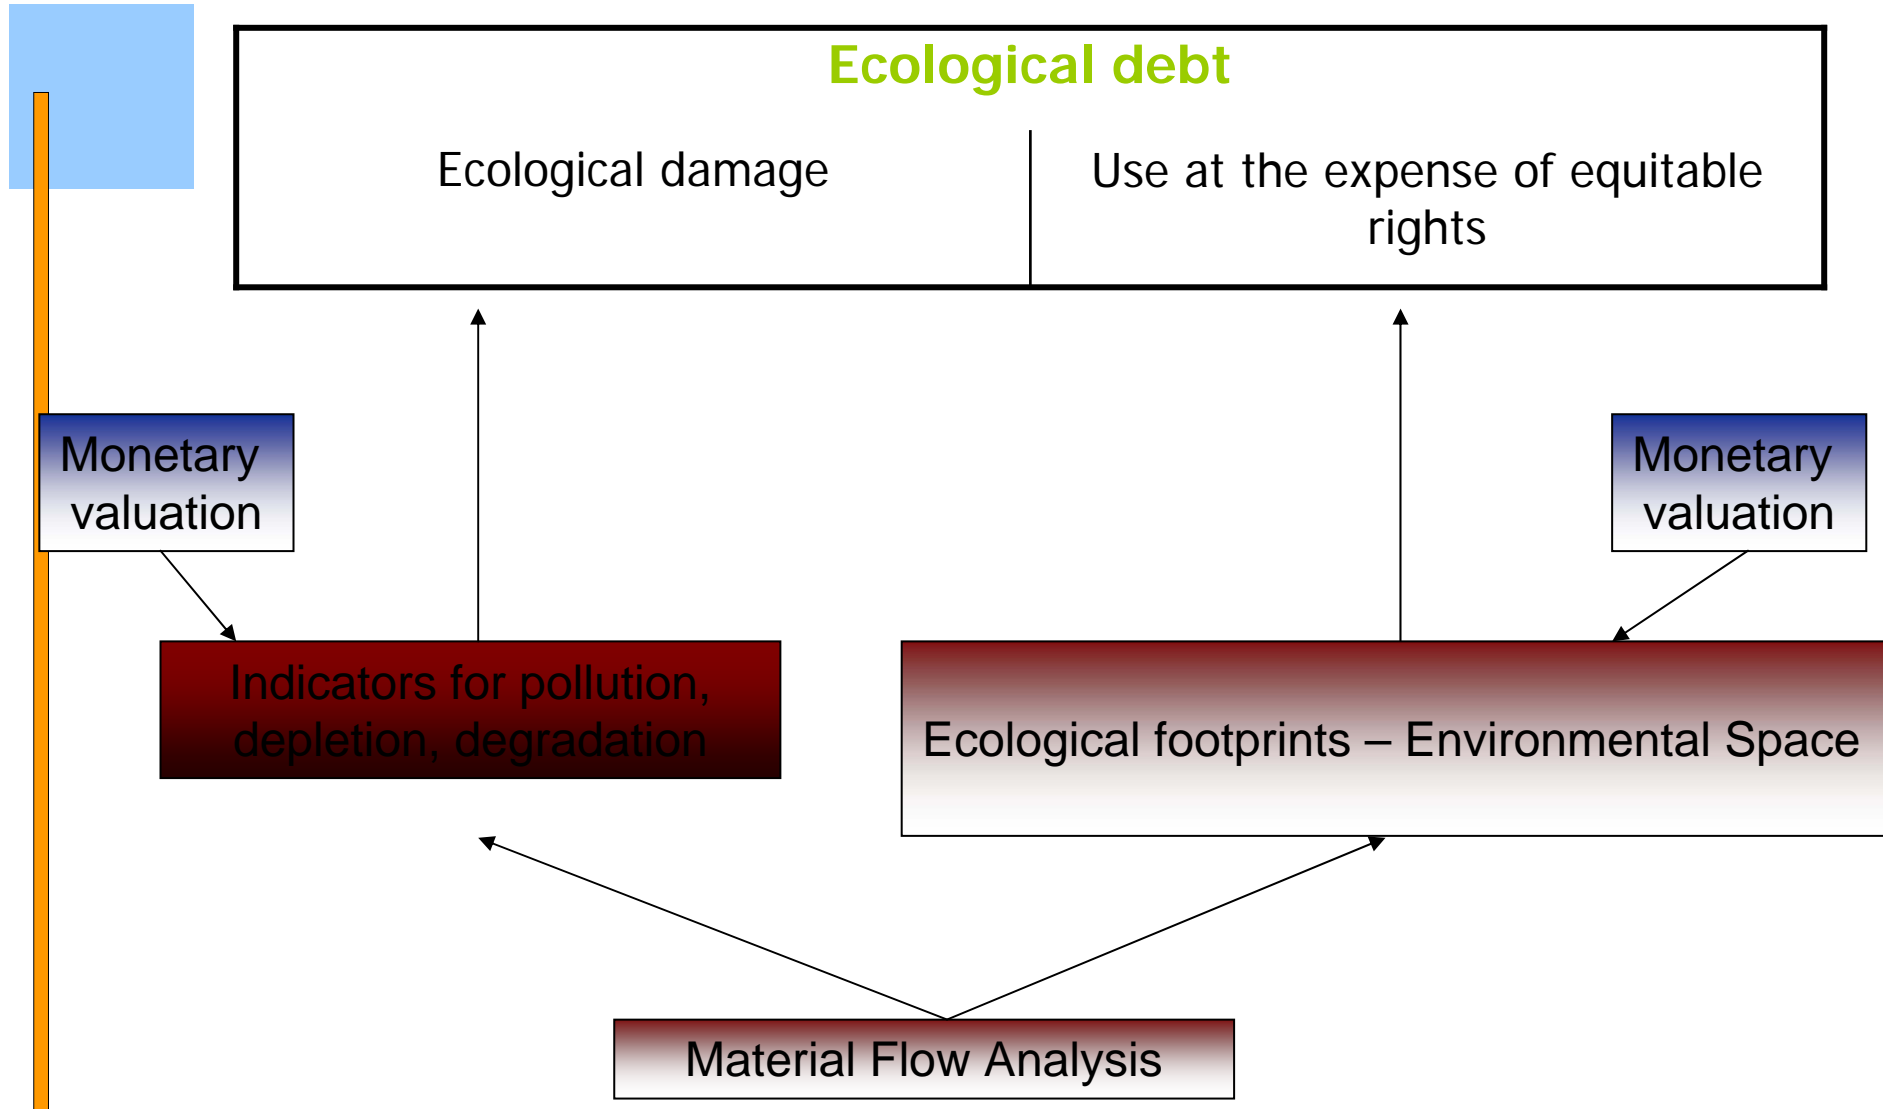 Ecological debt
Ecological damage
Use at the expense of equitable
rights
Monetary
valuation
Monetary
valuation
Indicators for pollution,
depletion, degradation
Ecological footprints – Environmental Space
Material Flow Analysis